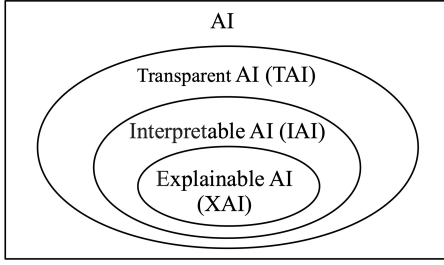 AI
Transparent AI (TAI)
Interpretable AI (IAI)
Explainable AI
(XAI)